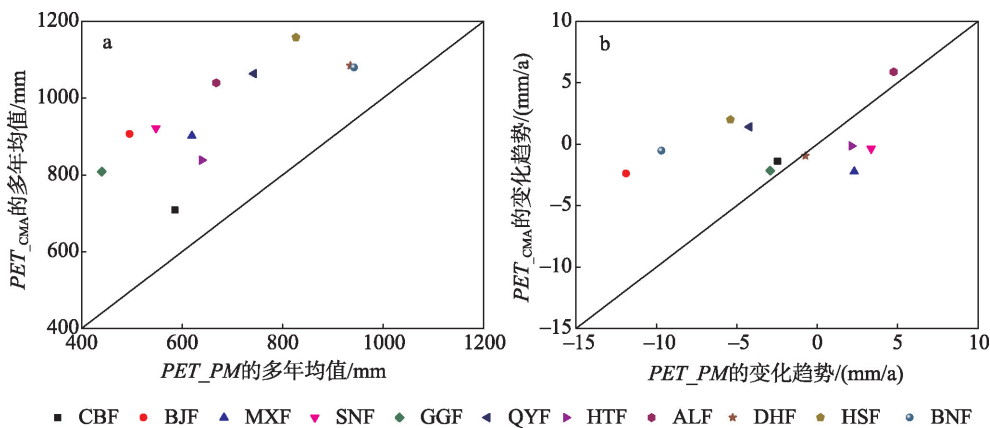 a
1200
1000
800
600
400
400 600 800 1000 1200
PET_CMA的多年均值/mm
PET_PM的多年均值/mm
b
10
5
0
−5
−10
−15
−15 −10 −5 0 5 10
PET_CMA的变化趋势/(mm/a)
PET_PM的变化趋势/(mm/a)
CBF BJF MXF SNF GGF QYF HTF ALF DHF HSF BNF